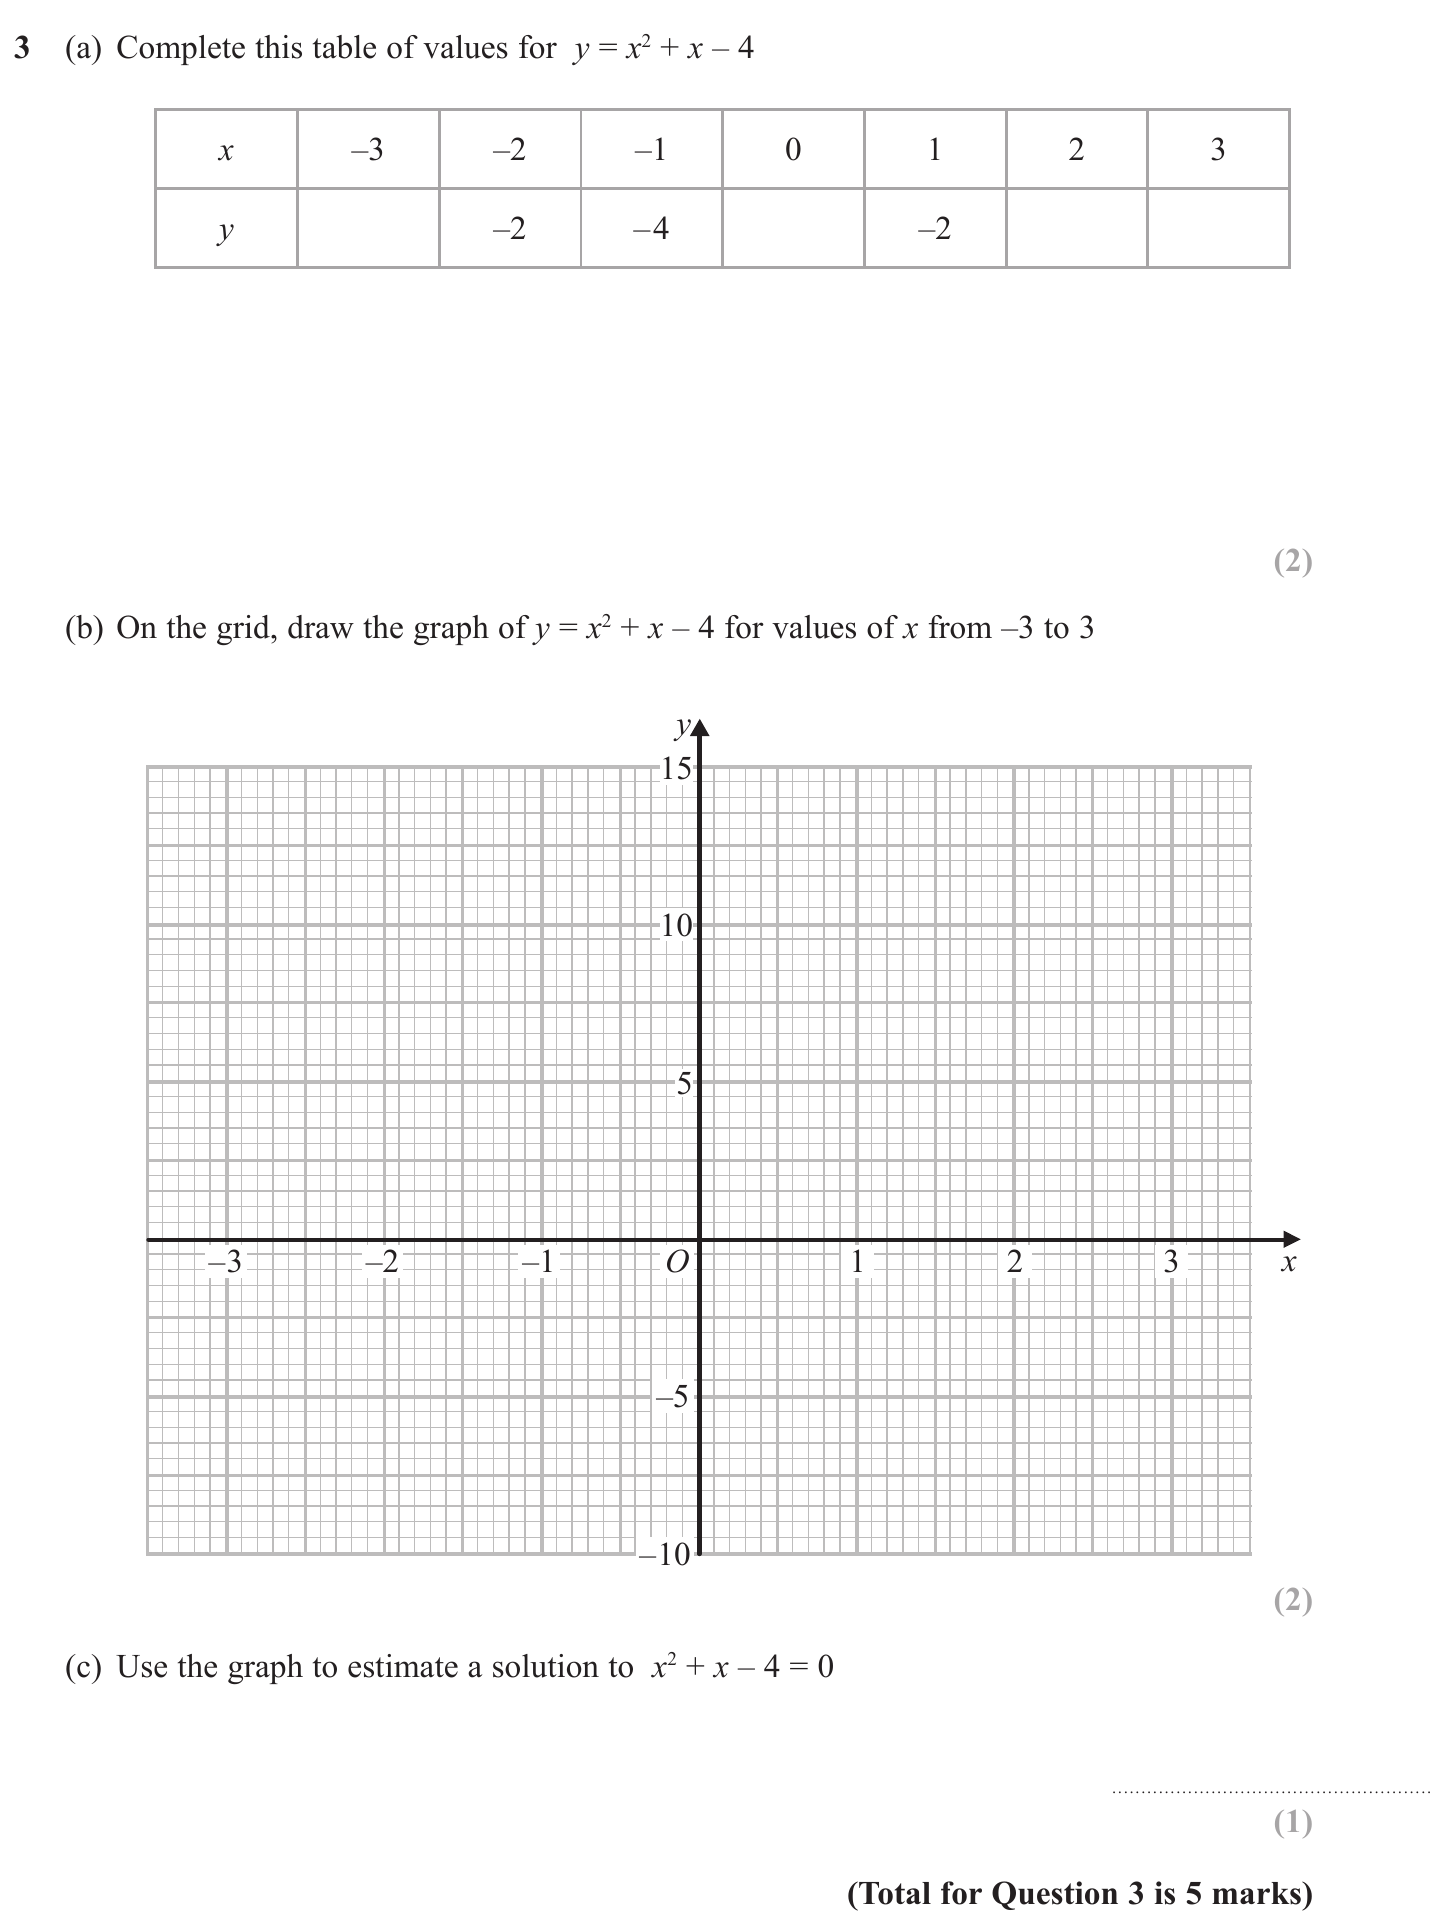 3 (a) Complete this table of values for y = x² + x – 4
x –3 –2 –1 0 1 2 3
y –2 –4 –2
(2)
(b) On the grid, draw the graph of y = x² + x – 4 for values of x from –3 to 3
y
15
10
5
–3 –2 –1 O 1 2 3 x
–5
–10
(2)
(c) Use the graph to estimate a solution to x² + x – 4 = 0
(1)
(Total for Question 3 is 5 marks)